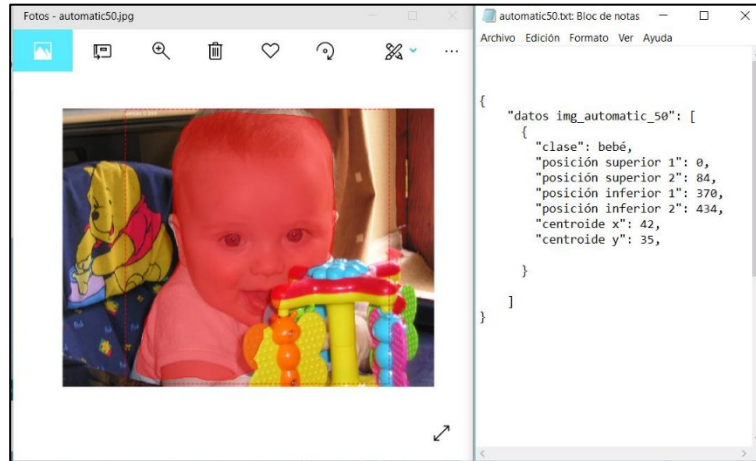 Fotos - automatic50.jpg
automatic50.txt: Bloc de notas
Archivo Edición Formato Ver Ayuda
{
"datos img_automatic_50": [
{
"clase": bebé,
"posición superior 1": 0,
"posición superior 2": 84,
"posición inferior 1": 370,
"posición inferior 2": 434,
"centroide x": 42,
"centroide y": 35,
}
]
}